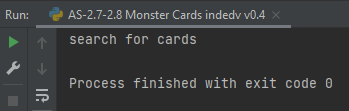 Run: AS-2.7-2.8 Monster Cards indedv v0.4
search for cards
Process finished with exit code 0